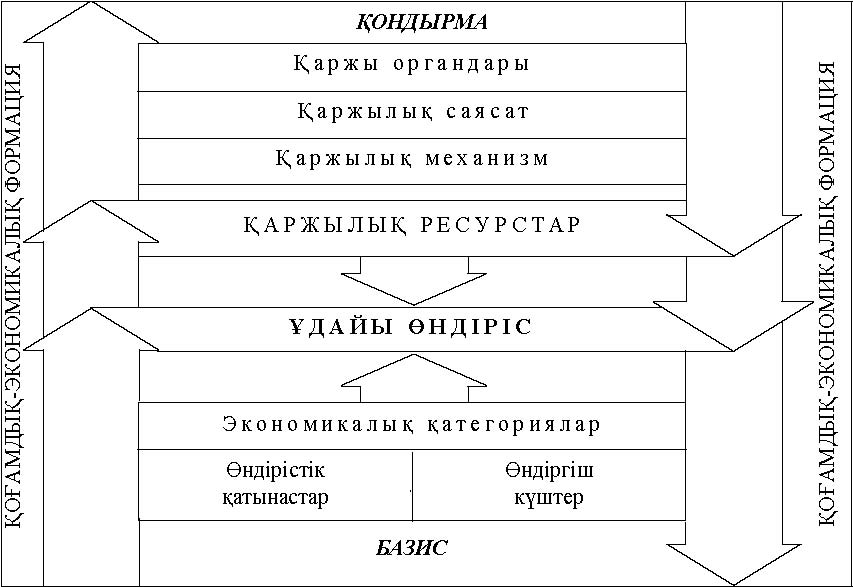 ҚОНДЫРМА
Қаржы органдары
Қаржылық саясат
Қаржылық механизм
ҚАРЖЫЛЫҚ РЕСУРСТАР
ҰДАЙЫ ӨНДІРІС
Экономикалық қатегориялар
Өндірістік
қатынастар
Өндіргіш
күштер
БАЗИС
ҚОҒАМДЫҚ-ЭКОНОМИКАЛЫҚ ФОРМАЦИЯ
ҚОҒАМДЫҚ-ЭКОНОМИКАЛЫҚ ФОРМАЦИЯ